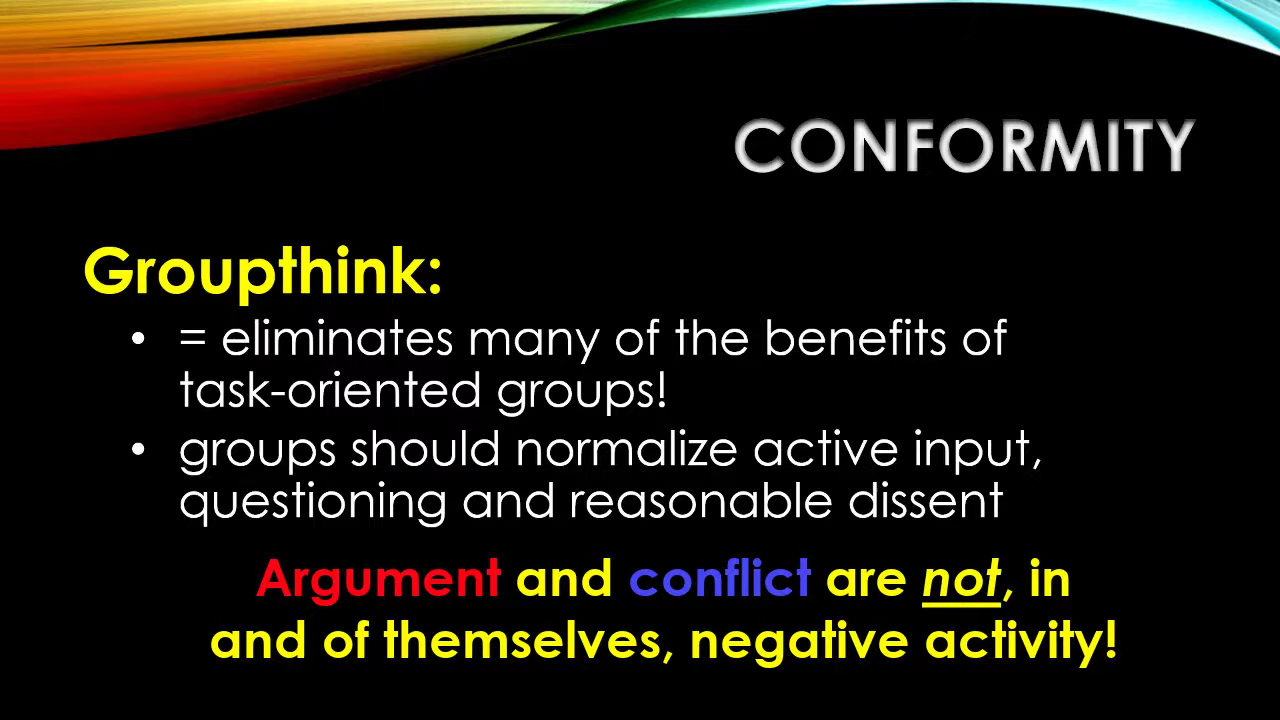 CONFORMITY
Groupthink:
• = eliminates many of the benefits of
task-oriented groups!
• groups should normalize active input,
questioning and reasonable dissent
Argument and conflict are not, in
and of themselves, negative activity!